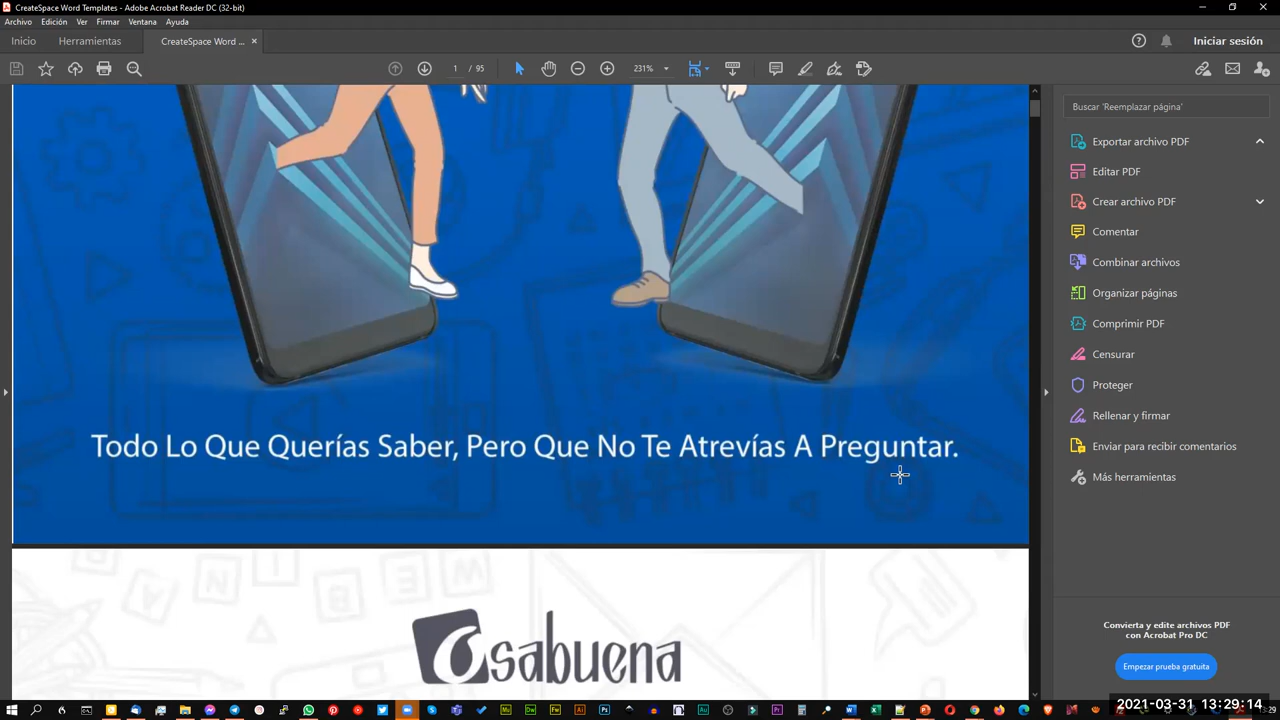 CreateSpace Word Templates - Adobe Acrobat Reader DC (32-bit)
Archivo Edición Ver Firmar Ventana Ayuda
Inicio Herramientas CreateSpace Word ... Iniciar sesión
1 / 95 231%
Buscar 'Reemplazar página'
Exportar archivo PDF
Editar PDF
Crear archivo PDF
Comentar
Combinar archivos
Organizar páginas
Comprimir PDF
Censurar
Proteger
Rellenar y firmar
Enviar para recibir comentarios
Más herramientas
Todo Lo Que Querías Saber, Pero Que No Te Atrevías A Preguntar.
Osabuena
Convierta y edite archivos PDF
con Acrobat Pro DC
Empezar prueba gratuita
2021-03-31 13:29:14